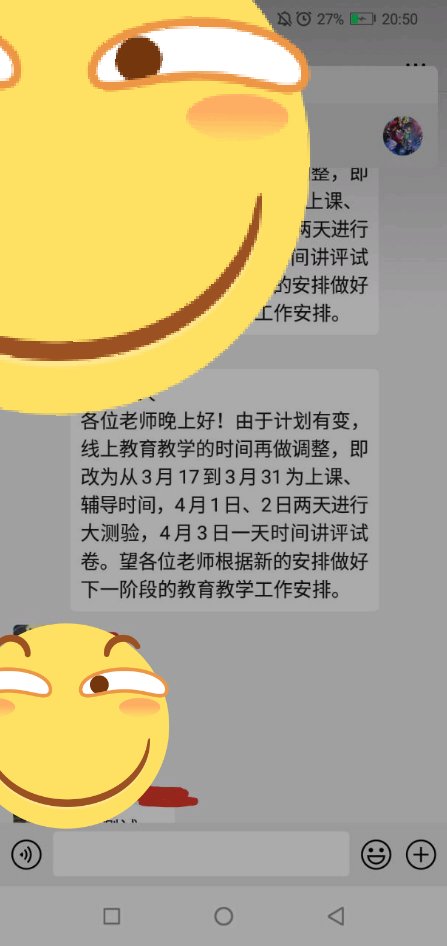 27% 20:50
整，即
上课、
两天进行
间讲评试
的安排做好
工作安排。
各位老师晚上好！由于计划有变，
线上教育教学的时间再做调整，即
改为从3月17到3月31为上课、
辅导时间，4月1日、2日两天进行
大测验，4月3日一天时间讲评试
卷。望各位老师根据新的安排做好
下一阶段的教育教学工作安排。